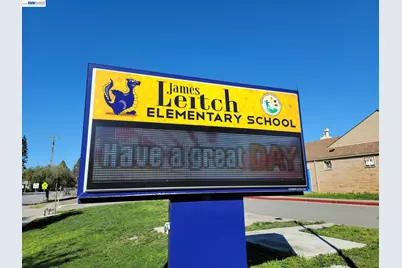 James
Leitch
ELEMENTARY SCHOOL
Have a great DAY